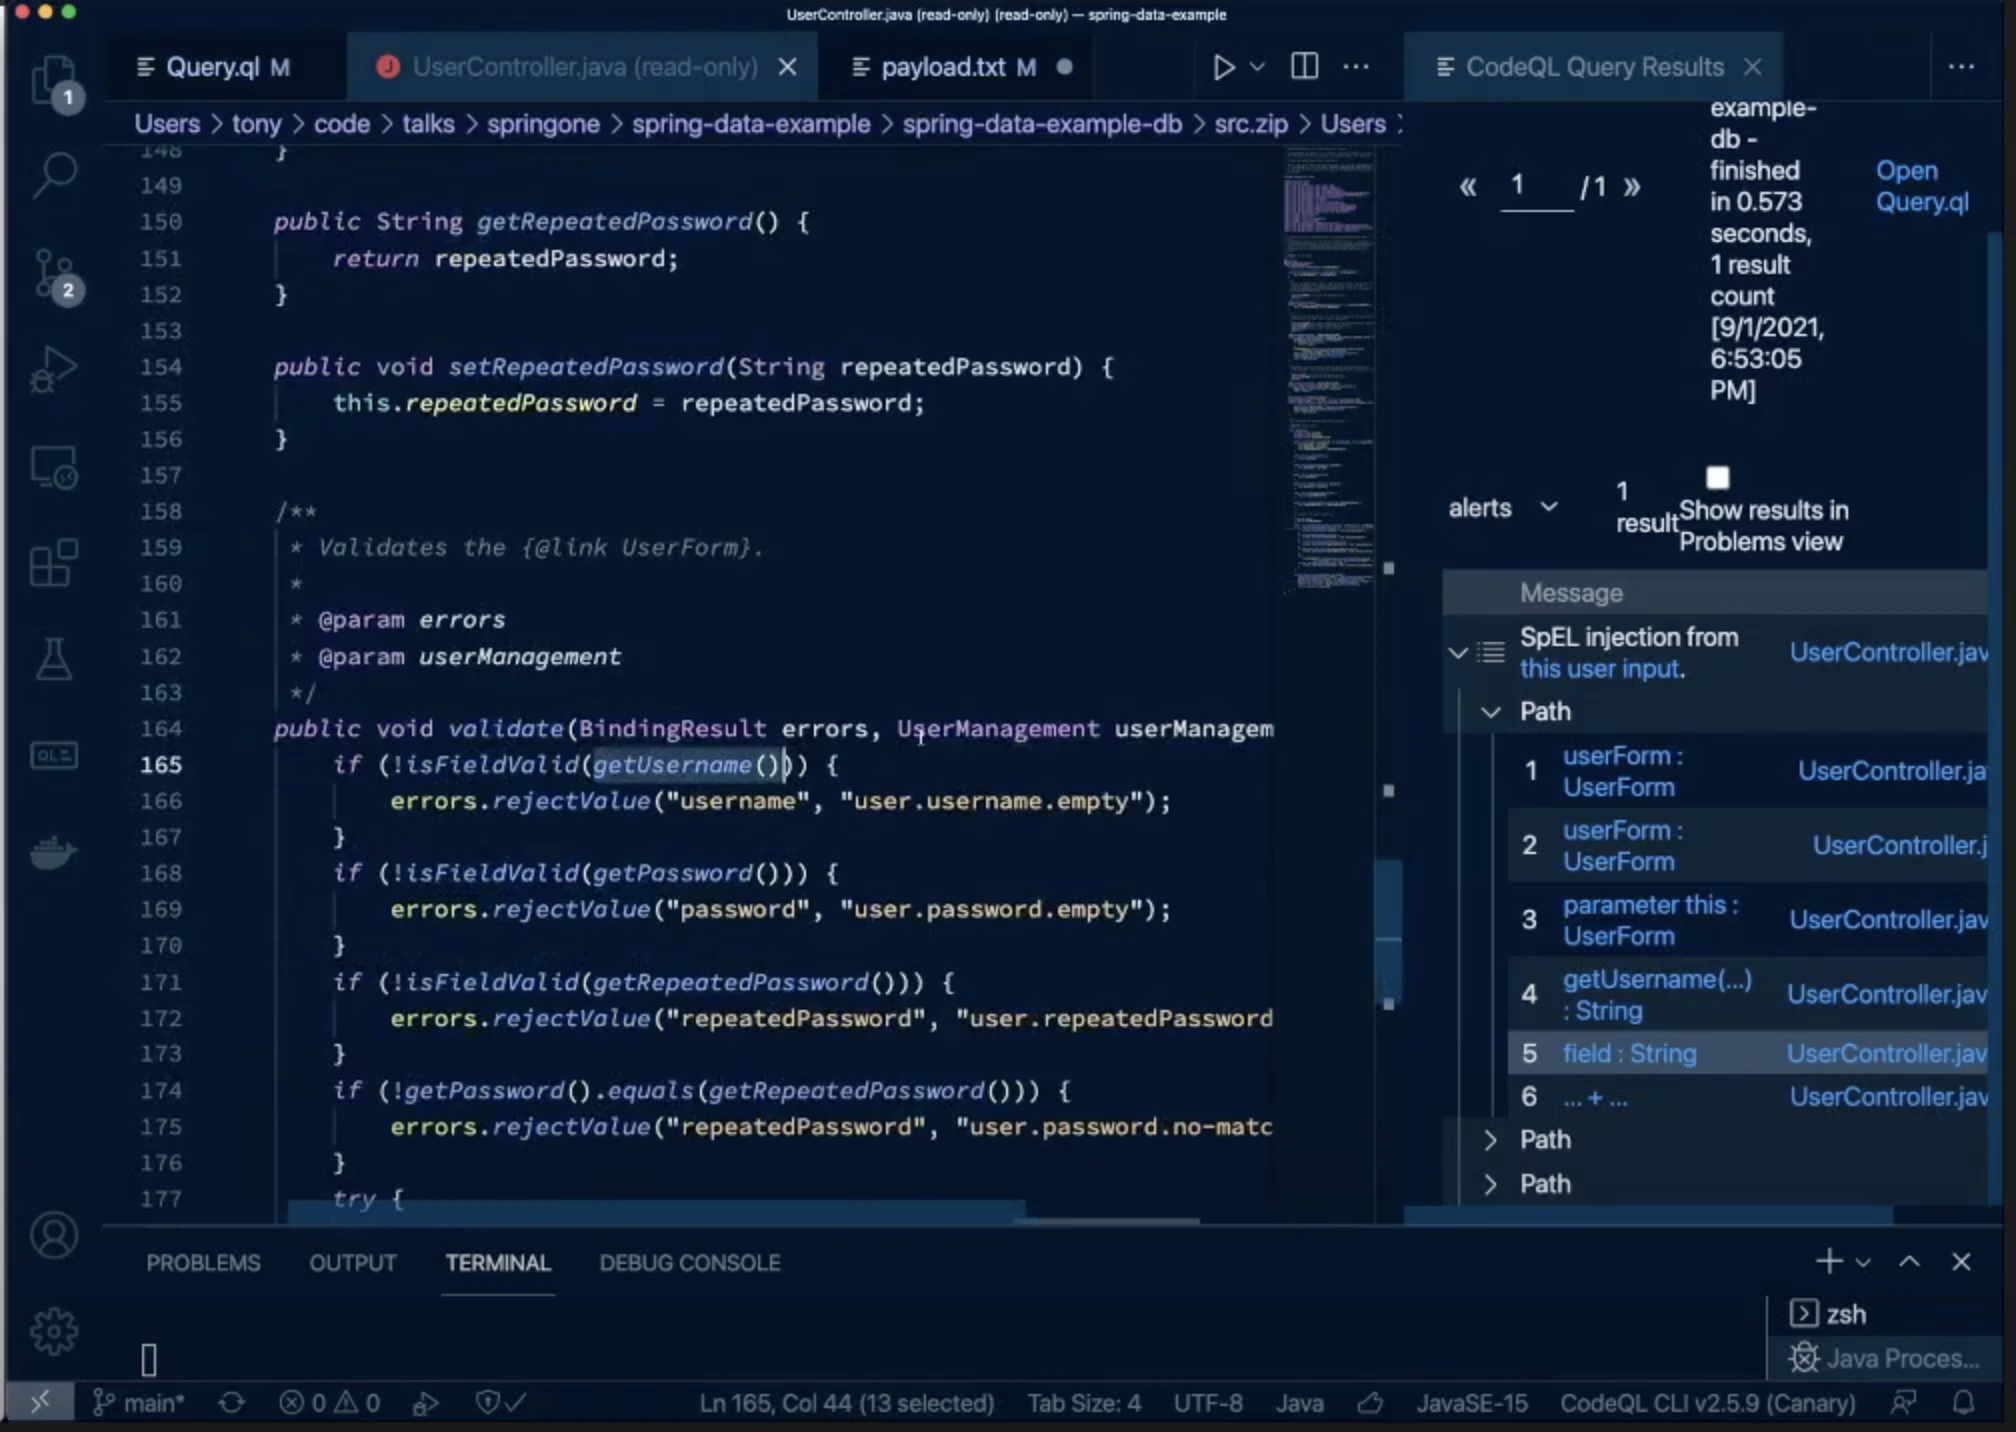 UserController.java (read-only) (read-only) — spring-data-example
Query.ql M
UserController.java (read-only)
payload.txt M
CodeQL Query Results
1
2
Users > tony > code > talks > springone > spring-data-example > spring-data-example-db > src.zip > Users >
148 }
149
150 public String getRepeatedPassword() {
151 return repeatedPassword;
152 }
153
154 public void setRepeatedPassword(String repeatedPassword) {
155 this.repeatedPassword = repeatedPassword;
156 }
157
158 /**
159 * Validates the {@link UserForm}.
160 *
161 * @param errors
162 * @param userManagement
163 */
164 public void validate(BindingResult errors, UserManagement userManagem
165 if (!isFieldValid(getUsername())) {
166 errors.rejectValue("username", "user.username.empty");
167 }
168 if (!isFieldValid(getPassword())) {
169 errors.rejectValue("password", "user.password.empty");
170 }
171 if (!isFieldValid(getRepeatedPassword())) {
172 errors.rejectValue("repeatedPassword", "user.repeatedPassword
173 }
174 if (!getPassword().equals(getRepeatedPassword())) {
175 errors.rejectValue("repeatedPassword", "user.password.no-matc
176 }
177 try {
« 1 /1 »
example-
db -
finished
in 0.573
seconds,
1 result
count
[9/1/2021,
6:53:05
PM]
Open
Query.ql
alerts
1
result
Show results in
Problems view
Message
SpEL injection from
this user input.
UserController.jav
Path
1 userForm :
UserForm
UserController.ja
2 userForm :
UserForm
UserController.j
3 parameter this :
UserForm
UserController.jav
4 getUsername(...)
: String
UserController.jav
5 field : String UserController.jav
6 ... + ... UserController.jav
Path
Path
PROBLEMS OUTPUT TERMINAL DEBUG CONSOLE
zsh
Java Proces...
main* 0 0 Ln 165, Col 44 (13 selected) Tab Size: 4 UTF-8 Java JavaSE-15 CodeQL CLI v2.5.9 (Canary)